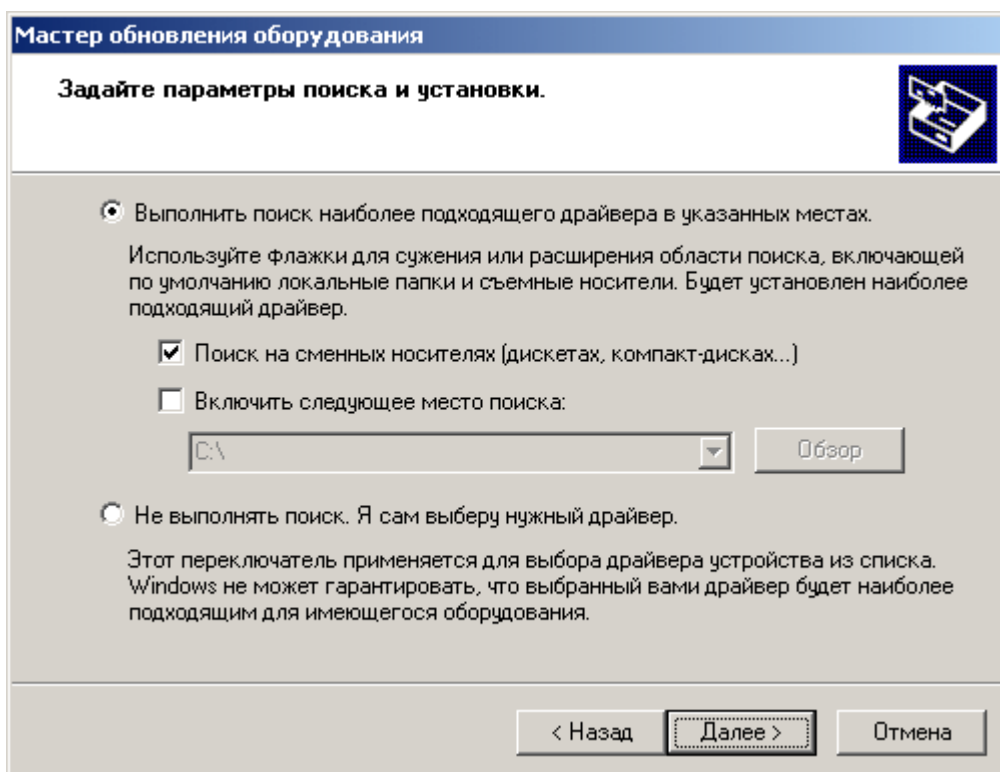 Мастер обновления оборудования
Задайте параметры поиска и установки.
Выполнить поиск наиболее подходящего драйвера в указанных местах.
Используйте флажки для сужения или расширения области поиска, включающей
по умолчанию локальные папки и съемные носители. Будет установлен наиболее
подходящий драйвер.
Поиск на сменных носителях (дискетах, компакт-дисках...)
Включить следующее место поиска:
C:\
Обзор
Не выполнять поиск. Я сам выберу нужный драйвер.
Этот переключатель применяется для выбора драйвера устройства из списка.
Windows не может гарантировать, что выбранный вами драйвер будет наиболее
подходящим для имеющегося оборудования.
< Назад
Далее >
Отмена